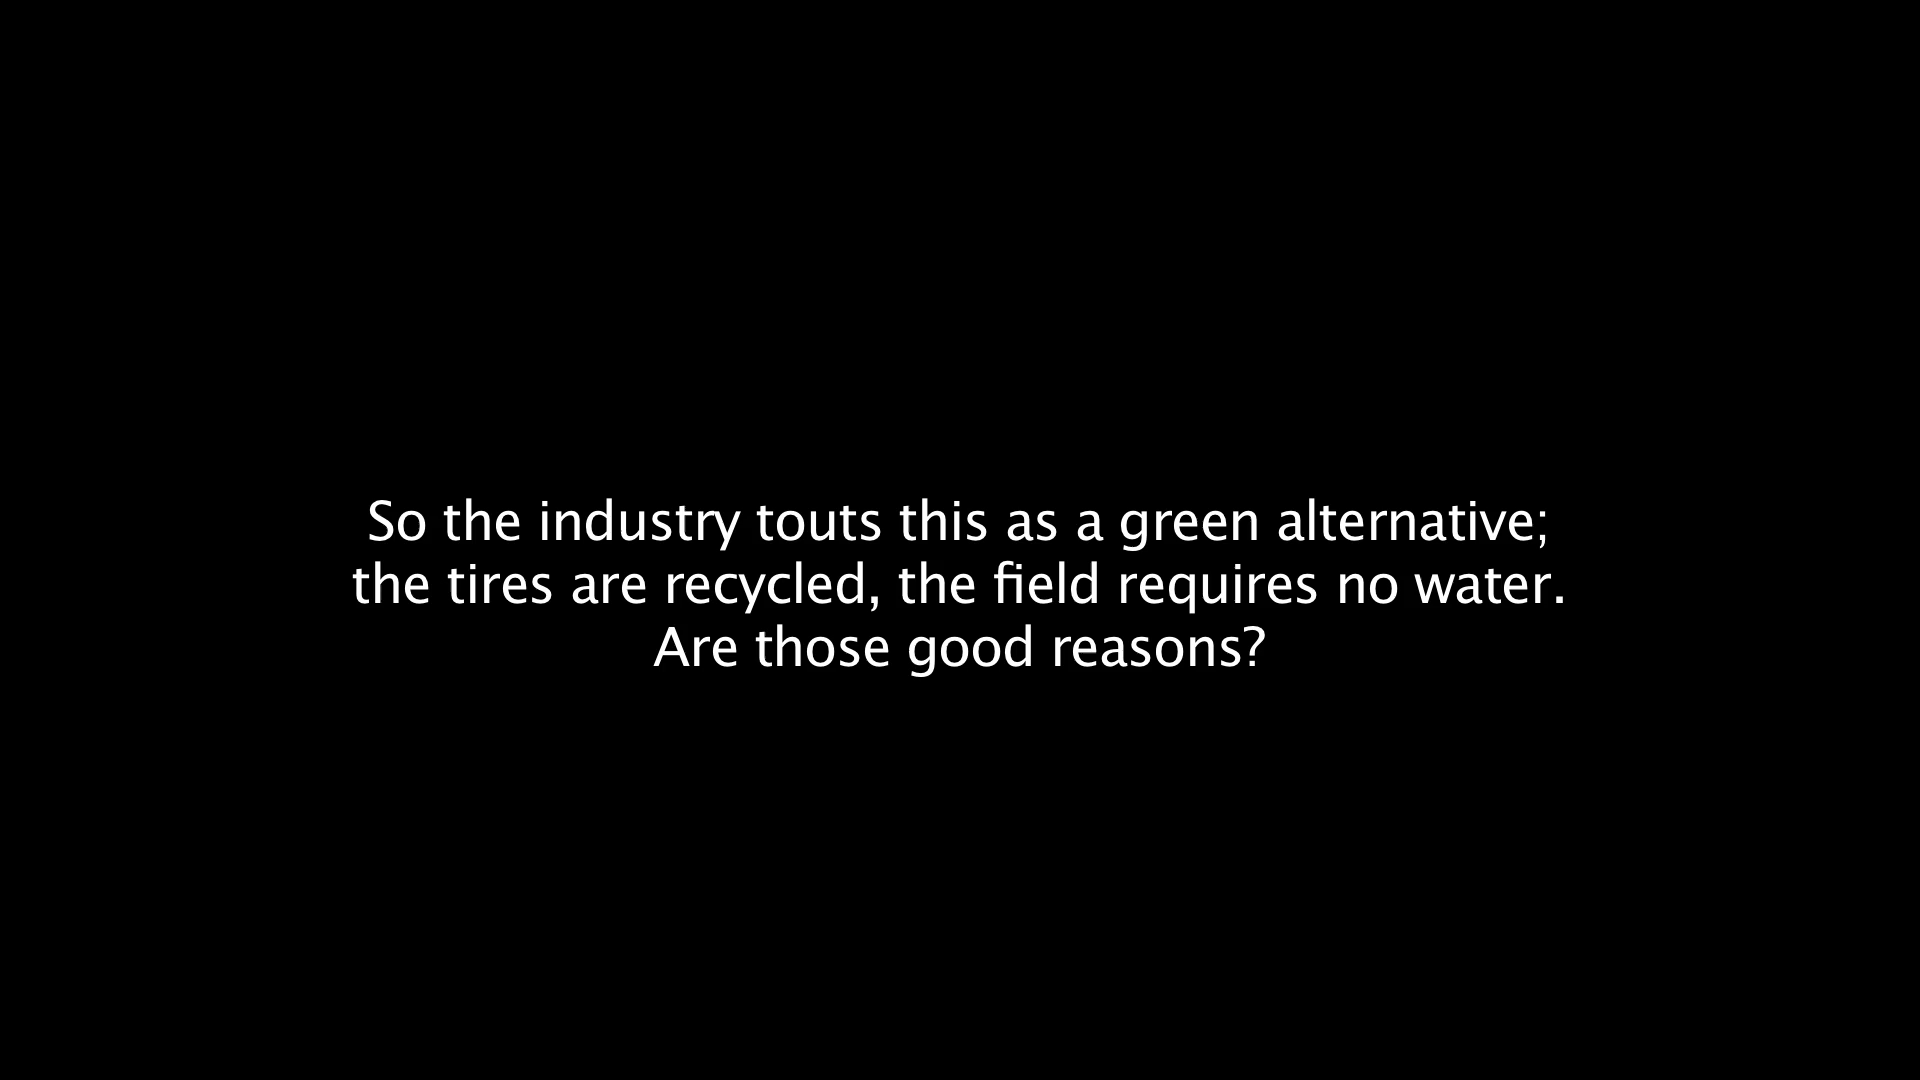 So the industry touts this as a green alternative;
the tires are recycled, the field requires no water.
Are those good reasons?